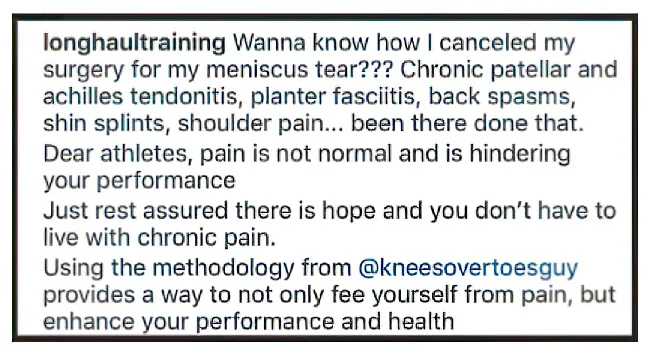 longhaultraining Wanna know how I canceled my
surgery for my meniscus tear??? Chronic patellar and
achilles tendonitis, planter fasciitis, back spasms,
shin splints, shoulder pain... been there done that.
Dear athletes, pain is not normal and is hindering
your performance
Just rest assured there is hope and you don't have to
live with chronic pain.
Using the methodology from @kneesovertoesguy
provides a way to not only fee yourself from pain, but
enhance your performance and health